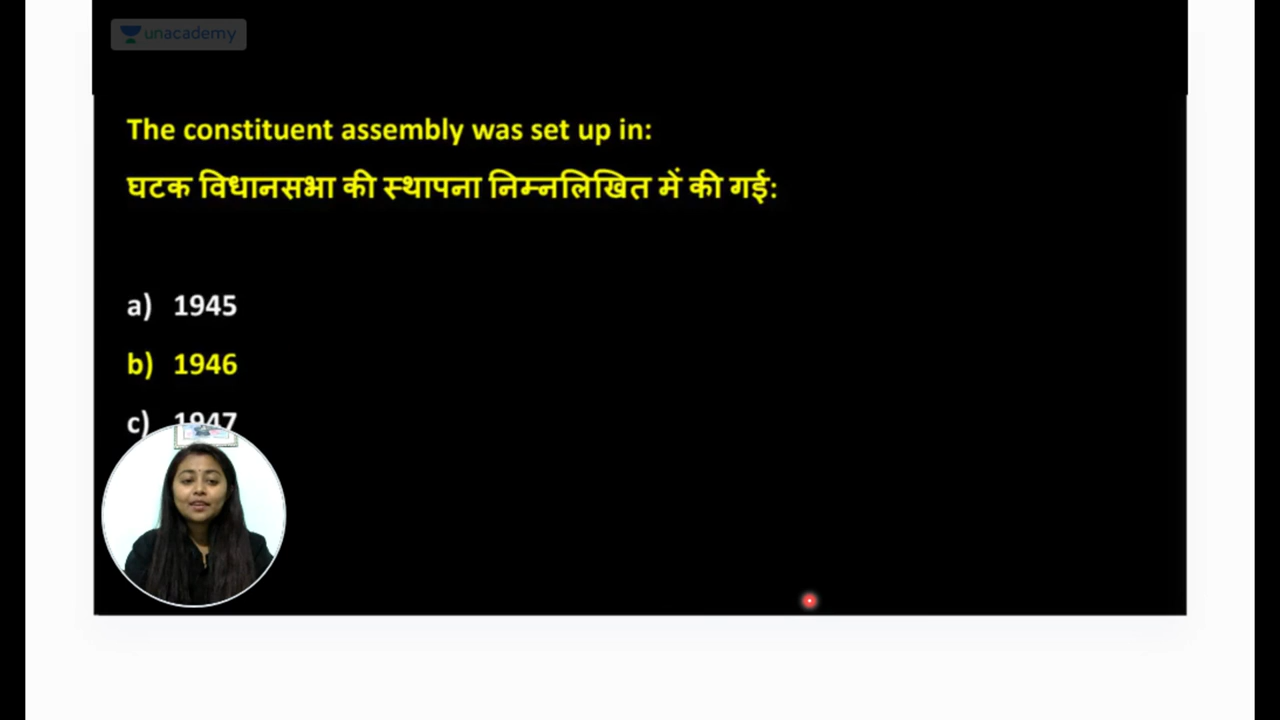 unacademy
The constituent assembly was set up in:
घटक विधानसभा की स्थापना निम्नलिखित में की गई:
a) 1945
b) 1946
c) 1947